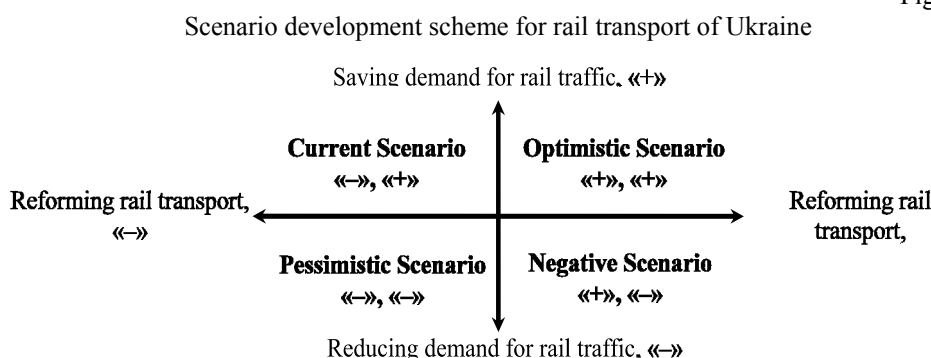 Fig
Scenario development scheme for rail transport of Ukraine
Saving demand for rail traffic, «+»
Current Scenario
«–», «+»
Optimistic Scenario
«+», «+»
Reforming rail transport,
«–»
Reforming rail
transport,
Pessimistic Scenario
«–», «–»
Negative Scenario
«+», «–»
Reducing demand for rail traffic, «–»